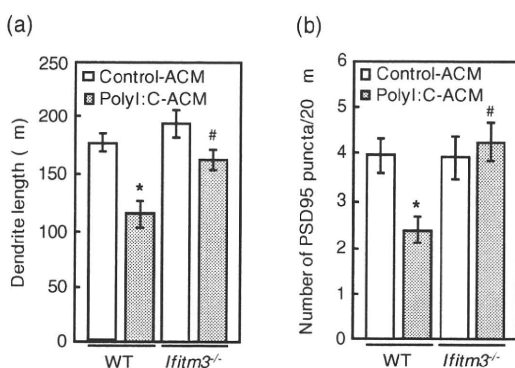 (a)
Dendrite length ( m)
250
200
150
100
50
0
Control-ACM
PolyI:C-ACM
*
#
WT
Ifitm3-/-
(b)
Number of PSD95 puncta/20 m
6
5
4
3
2
4
0
Control-ACM
PolyI:C-ACM
*
#
WT
Ifitm3-/-